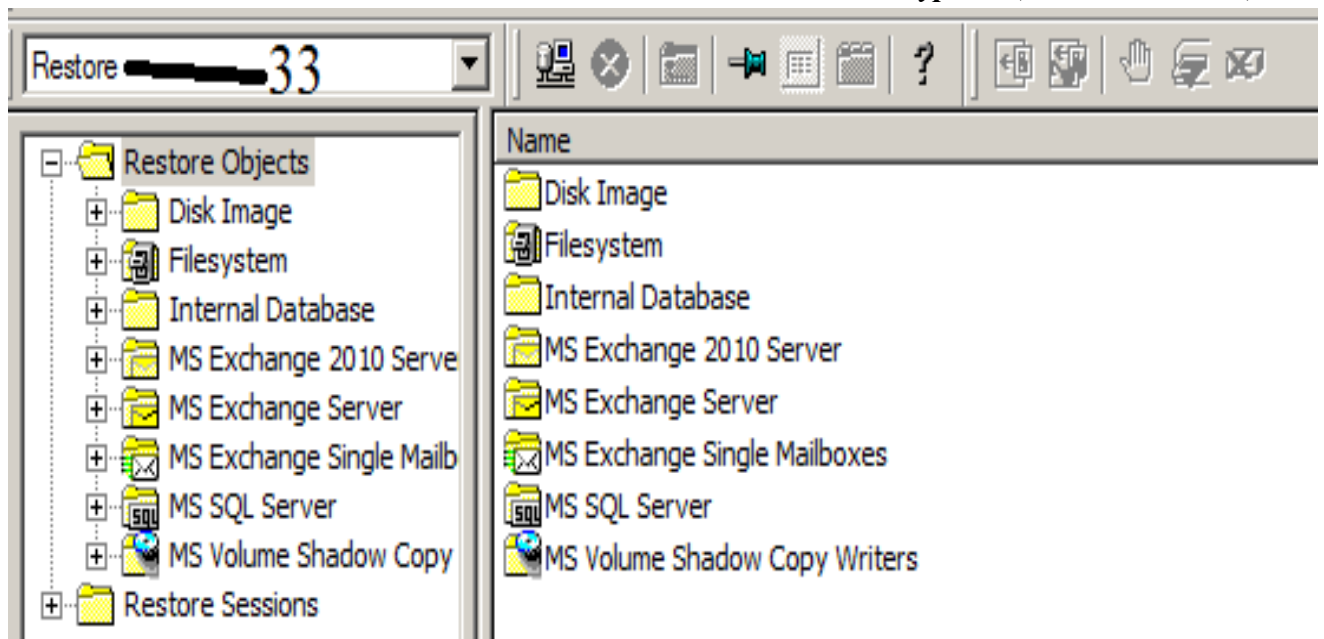 Restore 33
Restore Objects
Disk Image
Filesystem
Internal Database
MS Exchange 2010 Serve
MS Exchange Server
MS Exchange Single Mailb
MS SQL Server
MS Volume Shadow Copy
Restore Sessions
Name
Disk Image
Filesystem
Internal Database
MS Exchange 2010 Server
MS Exchange Server
MS Exchange Single Mailboxes
MS SQL Server
MS Volume Shadow Copy Writers